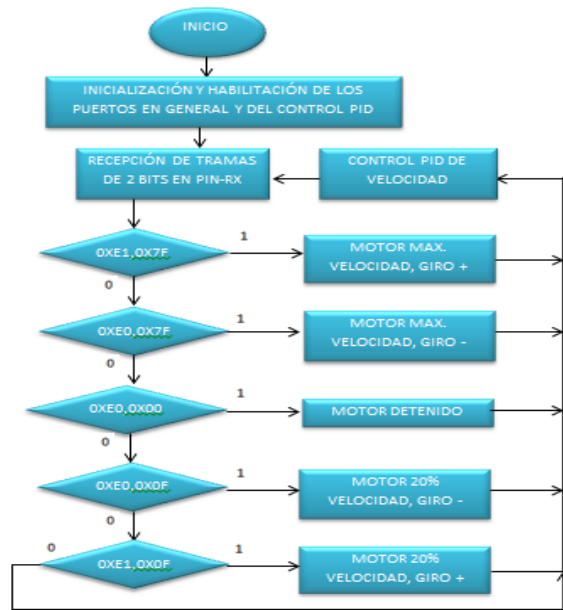 INICIO
INICIALIZACIÓN Y HABILITACIÓN DE LOS
PUERTOS EN GENERAL Y DEL CONTROL PID
RECEPCIÓN DE TRAMAS
DE 2 BITS EN PIN-RX
CONTROL PID DE
VELOCIDAD
0XE1,0X7F
1
0
MOTOR MAX.
VELOCIDAD, GIRO +
0XE0,0X7F
1
0
MOTOR MAX.
VELOCIDAD, GIRO -
0XE0,0X00
1
0
MOTOR DETENIDO
0XE0,0X0F
1
0
MOTOR 20%
VELOCIDAD, GIRO -
0XE1,0X0F
0
1
MOTOR 20%
VELOCIDAD, GIRO +